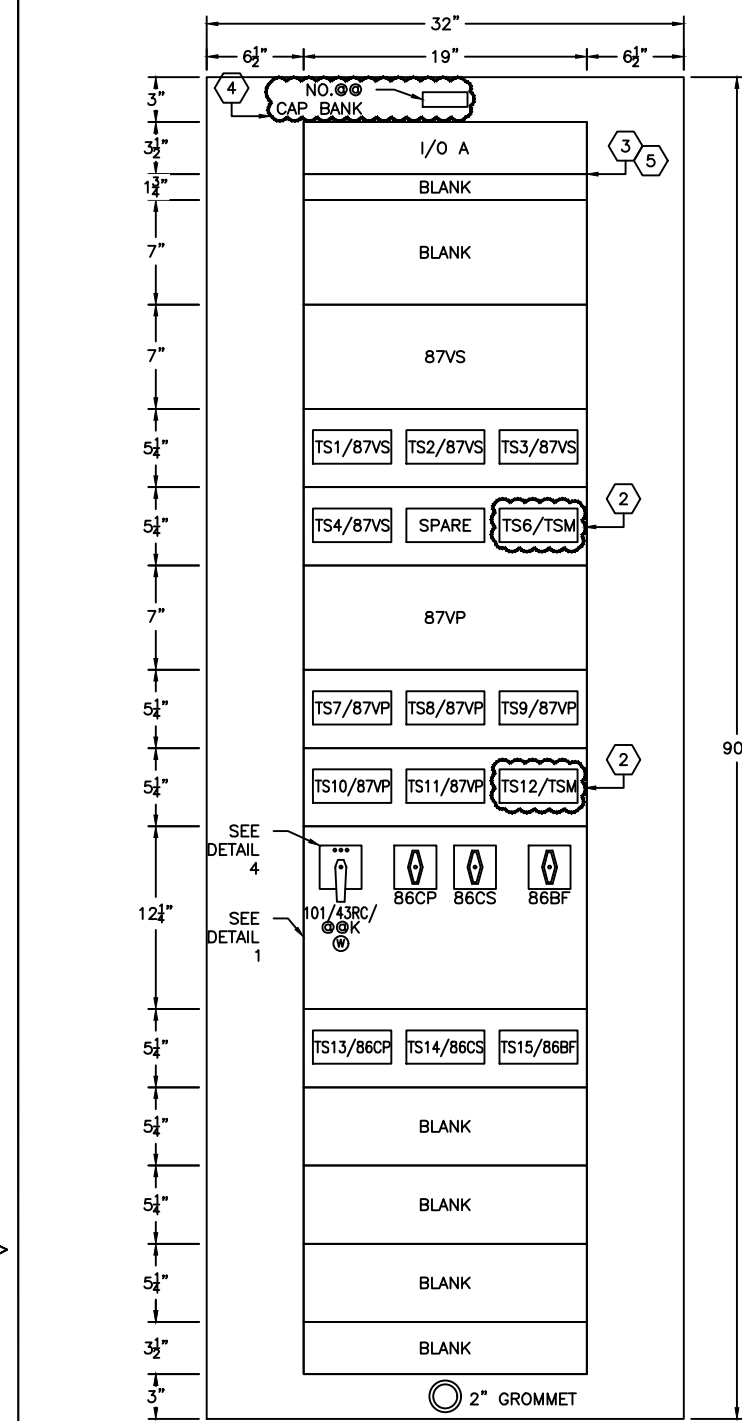 32"
6½" 19" 6½"
3" 4 NO.@@
CAP BANK
3½" I/O A 3 5
1¾" BLANK
7" BLANK
7" 87VS
5¼" TS1/87VS TS2/87VS TS3/87VS
5¼" TS4/87VS SPARE TS6/TSM 2
7" 87VP
5¼" TS7/87VP TS8/87VP TS9/87VP
90
5¼" TS10/87VP TS11/87VP TS12/TSM 2
SEE
DETAIL
4
86CP 86CS 86BF
12¼" 101/43RC/
@@K
W
SEE
DETAIL
1
5¼" TS13/86CP TS14/86CS TS15/86BF
5¼" BLANK
5¼" BLANK
5¼" BLANK
3½" BLANK
3" 2" GROMMET